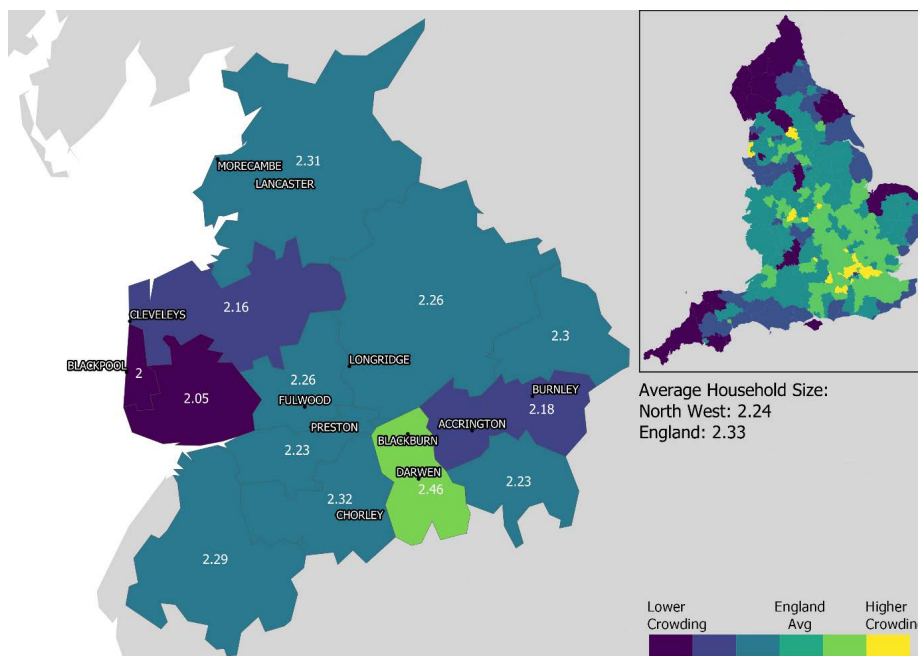 2.31
MORECAMBE
LANCASTER
2.16
CLEVELEYS
2.26
2.3
BLACKPOOL
2
2.05
LONGRIDGE
2.26
FULWOOD
BURNLEY
2.18
PRESTON
ACCRINGTON
BLACKBURN
2.23
DARWEN
2.46
2.23
2.32
CHORLEY
2.29
Average Household Size:
North West: 2.24
England: 2.33
Lower
Crowding
England
Avg
Higher
Crowding